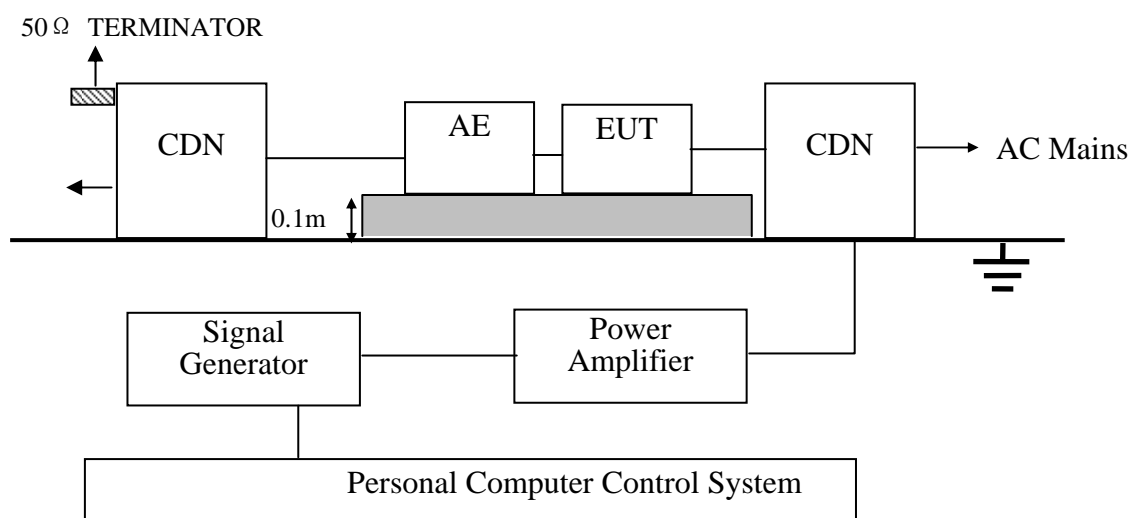 50Ω TERMINATOR
CDN
AE
EUT
CDN
AC Mains
0.1m
Signal
Generator
Power
Amplifier
Personal Computer Control System